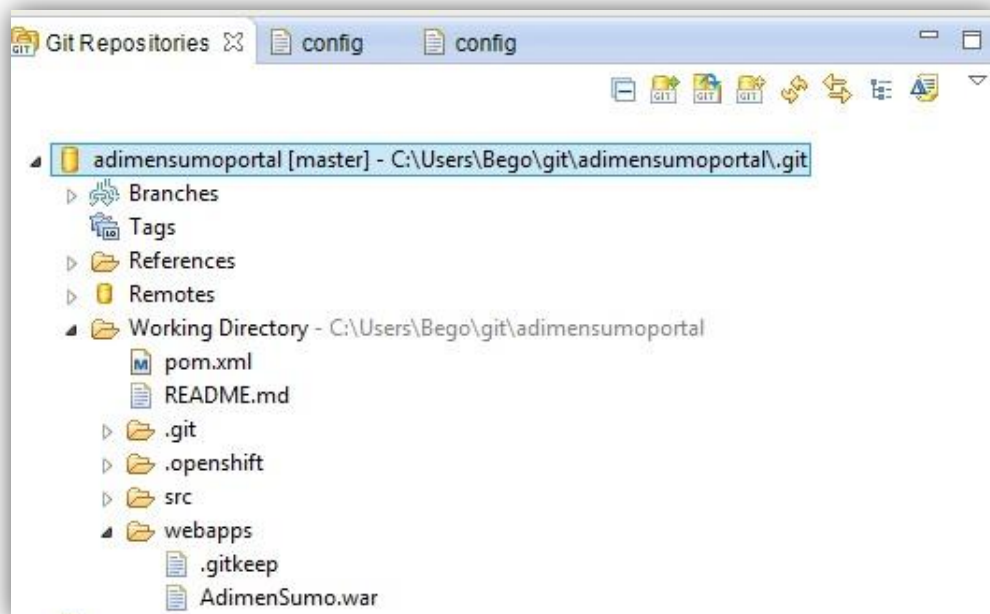 Git Repositories config config
adimensumoportal [master] - C:\Users\Bego\git\adimensumoportal\.git
Branches
Tags
References
Remotes
Working Directory - C:\Users\Bego\git\adimensumoportal
pom.xml
README.md
.git
.openshift
src
webapps
.gitkeep
AdimenSumo.war